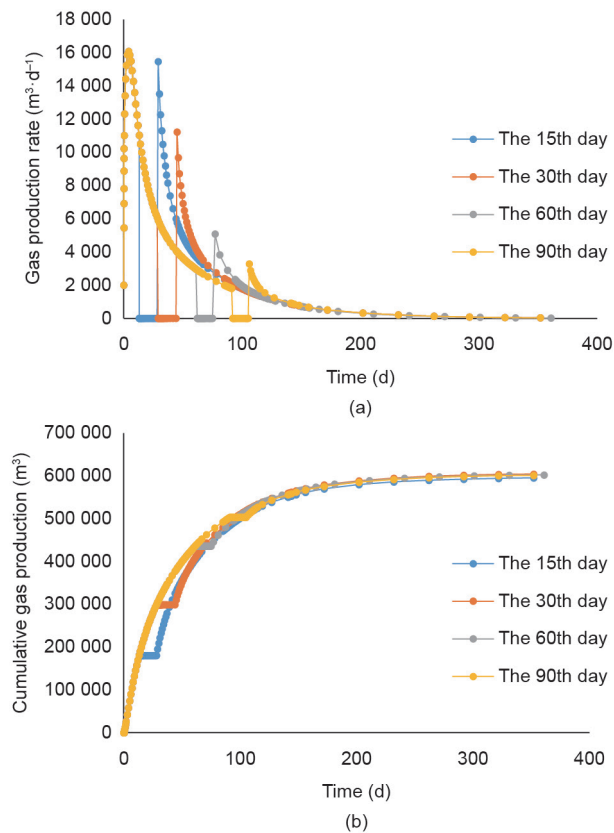 18 000
16 000
14 000
12 000
10 000
8 000
6 000
4 000
2 000
0
Gas production rate (m³·d⁻¹)
The 15th day
The 30th day
The 60th day
The 90th day
0 100 200 300 400
Time (d)
(a)
700 000
600 000
500 000
400 000
300 000
200 000
100 000
0
Cumulative gas production (m³)
The 15th day
The 30th day
The 60th day
The 90th day
0 100 200 300 400
Time (d)
(b)